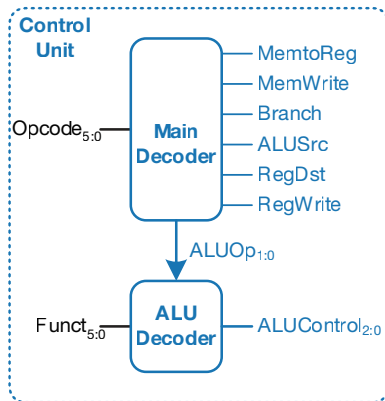 Control
Unit
MemtoReg
MemWrite
Branch
ALUSrc
RegDst
RegWrite
Opcode5:0
Main
Decoder
ALUOp1:0
Funct5:0
ALU
Decoder
ALUControl2:0